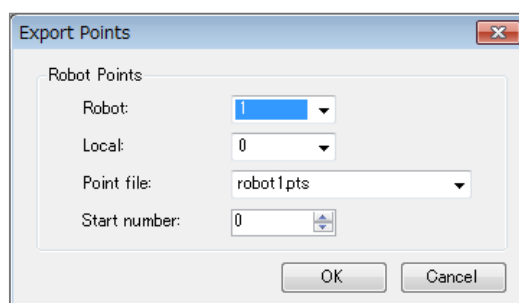 Export Points
Robot Points
Robot: 1
Local: 0
Point file: robot1.pts
Start number: 0
OK Cancel